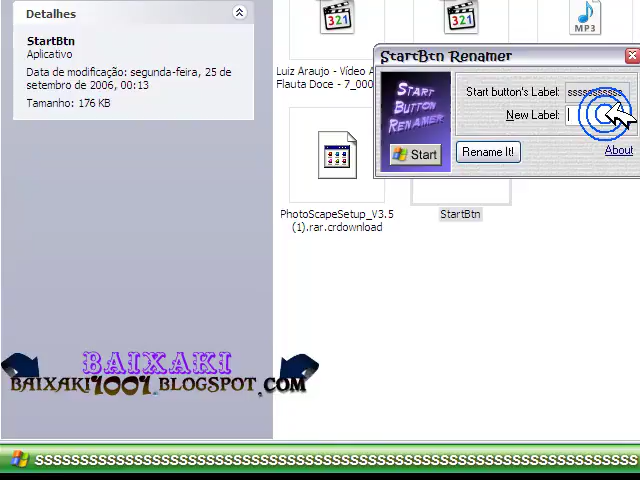 Detalhes
StartBtn
Aplicativo
Data de modificação: segunda-feira, 25 de
setembro de 2006, 00:13
Tamanho: 176 KB
321
321
MP3
Luiz Araujo - Vídeo A
Flauta Doce - 7_000
PhotoScapeSetup_V3.5
(1).rar.crdownload
StartBtn
StartBtn Renamer
START
BUTTON
RENAMER
Start
Start button's Label:
New Label:
Rename It!
About
BAIXAKI
BAIXAKI1001.BLOGSPOT.COM